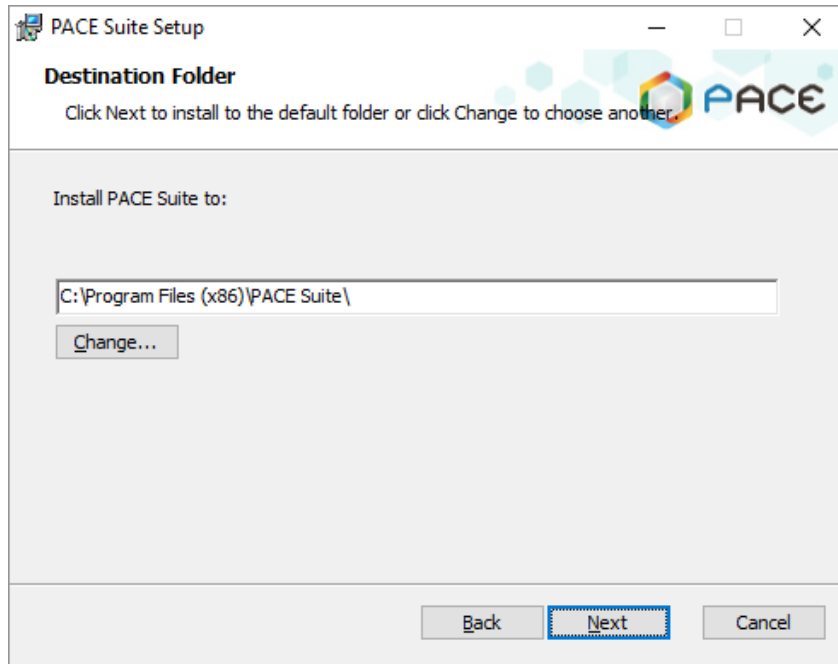 PACE Suite Setup
Destination Folder
Click Next to install to the default folder or click Change to choose another.
PACE
Install PACE Suite to:
C:\Program Files (x86)\PACE Suite\
Change...
Back
Next
Cancel